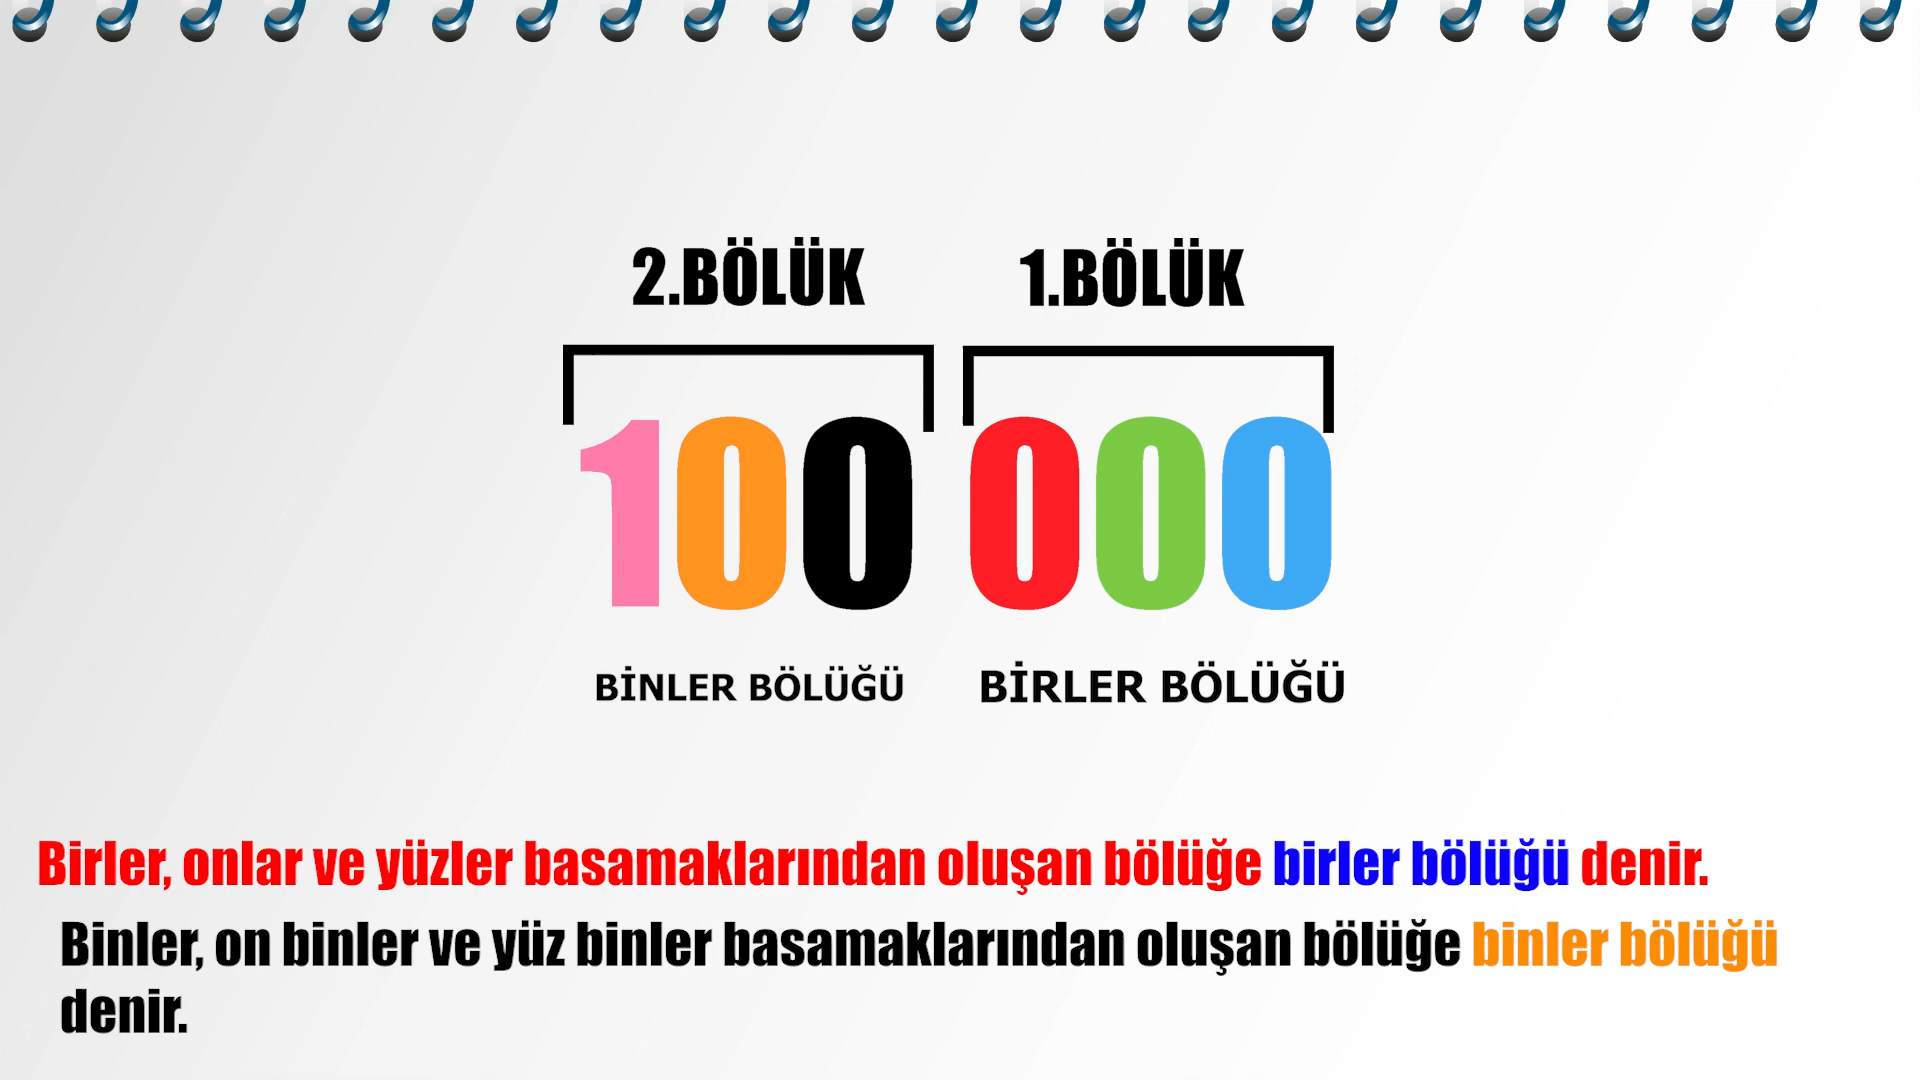 2.BÖLÜK 1.BÖLÜK
100 000
BİNLER BÖLÜĞÜ BİRLER BÖLÜĞÜ
Birler, onlar ve yüzler basamaklarından oluşan bölüğe birler bölüğü denir.
Binler, on binler ve yüz binler basamaklarından oluşan bölüğe binler bölüğü
denir.